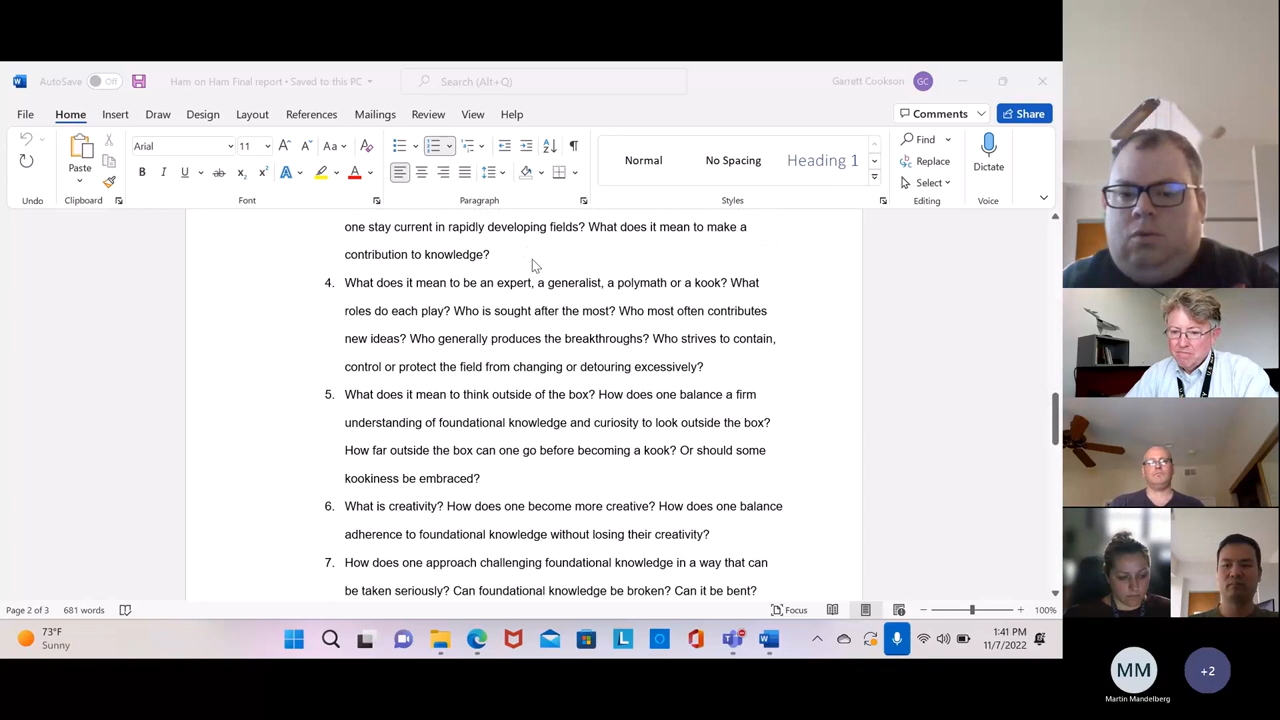 AutoSave Off Ham on Ham Final report • Saved to this PC Search (Alt+Q) Garrett Cookson GC
File Home Insert Draw Design Layout References Mailings Review View Help Comments Share
Arial 11 Aa Normal No Spacing Heading 1 Find
Paste Replace
B I U ab x₂ x² A A Select Dictate
Undo Clipboard Font Paragraph Styles Editing Voice
one stay current in rapidly developing fields? What does it mean to make a
contribution to knowledge?
4. What does it mean to be an expert, a generalist, a polymath or a kook? What
roles do each play? Who is sought after the most? Who most often contributes
new ideas? Who generally produces the breakthroughs? Who strives to contain,
control or protect the field from changing or detouring excessively?
5. What does it mean to think outside of the box? How does one balance a firm
understanding of foundational knowledge and curiosity to look outside the box?
How far outside the box can one go before becoming a kook? Or should some
kookiness be embraced?
6. What is creativity? How does one become more creative? How does one balance
adherence to foundational knowledge without losing their creativity?
7. How does one approach challenging foundational knowledge in a way that can
be taken seriously? Can foundational knowledge be broken? Can it be bent?
Page 2 of 3 681 words Focus 100%
73°F
Sunny
1:41 PM
11/7/2022
MM
Martin Mandelberg
+2